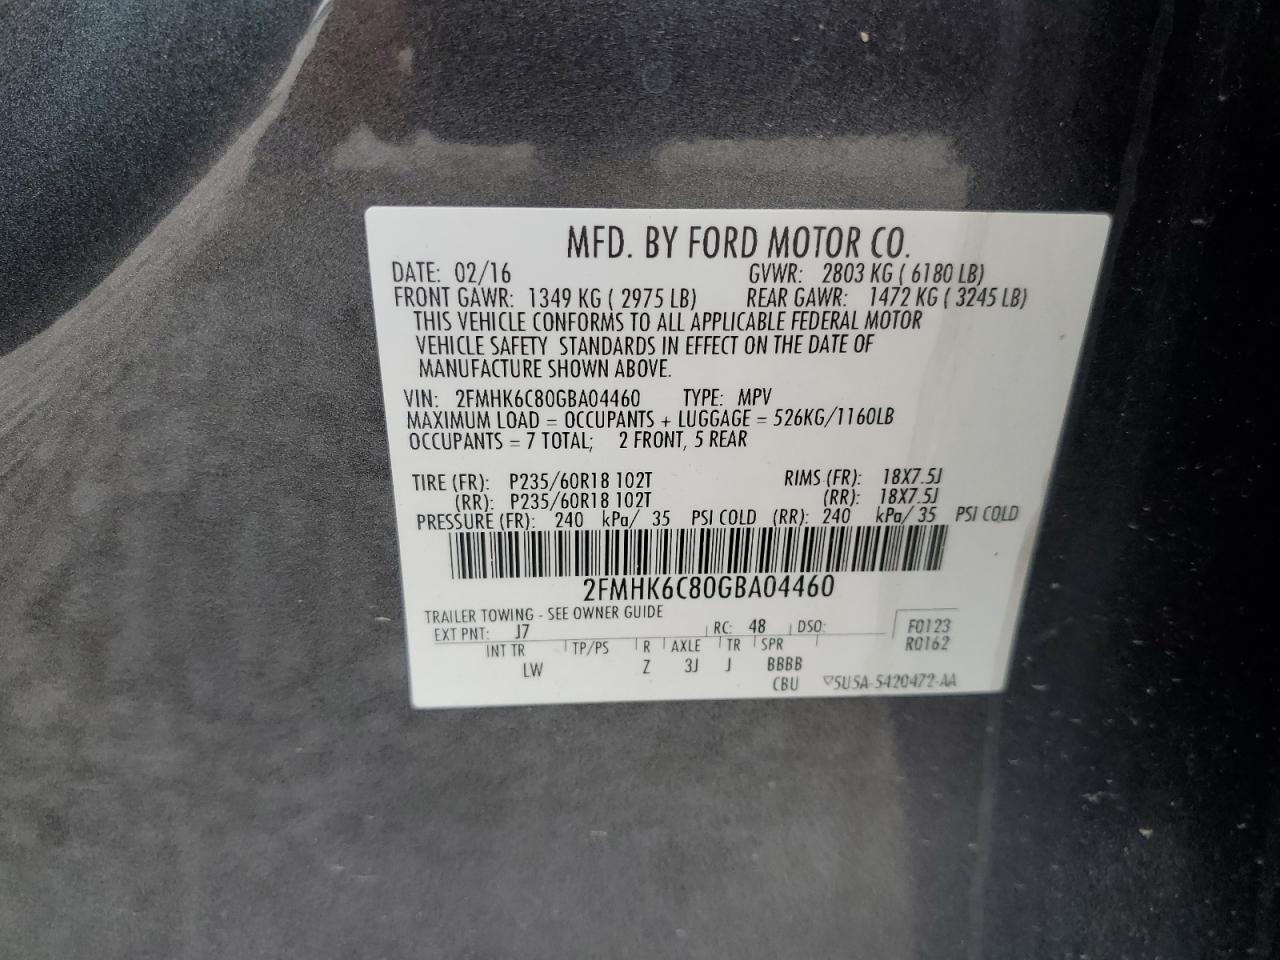 MFD. BY FORD MOTOR CO.
DATE: 02/16 GVWR: 2803 KG ( 6180 LB)
FRONT GAWR: 1349 KG ( 2975 LB) REAR GAWR: 1472 KG ( 3245 LB)
THIS VEHICLE CONFORMS TO ALL APPLICABLE FEDERAL MOTOR
VEHICLE SAFETY STANDARDS IN EFFECT ON THE DATE OF
MANUFACTURE SHOWN ABOVE.
VIN: 2FMHK6C80GBA04460 TYPE: MPV
MAXIMUM LOAD = OCCUPANTS + LUGGAGE = 526KG/1160LB
OCCUPANTS = 7 TOTAL; 2 FRONT, 5 REAR
TIRE (FR): P235/60R18 102T RIMS (FR): 18X7.5J
(RR): P235/60R18 102T (RR): 18X7.5J
PRESSURE (FR): 240 kPa/ 35 PSI COLD (RR): 240 kPa/ 35 PSI COLD
2FMHK6C80GBA04460
TRAILER TOWING - SEE OWNER GUIDE
EXT PNT: J7 RC: 48 DSO: F0123
R0162
INT TR TP/PS R AXLE TR SPR
LW Z 3J J BBBB
CBU ▽5U5A-5420472-AA